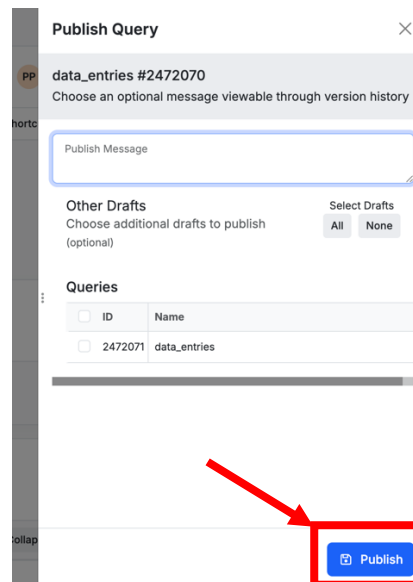 Publish Query
PP
data_entries #2472070
Choose an optional message viewable through version history
hortc
Publish Message
Other Drafts
Select Drafts
Choose additional drafts to publish
(optional)
All None
Queries
ID Name
2472071 data_entries
collap
Publish